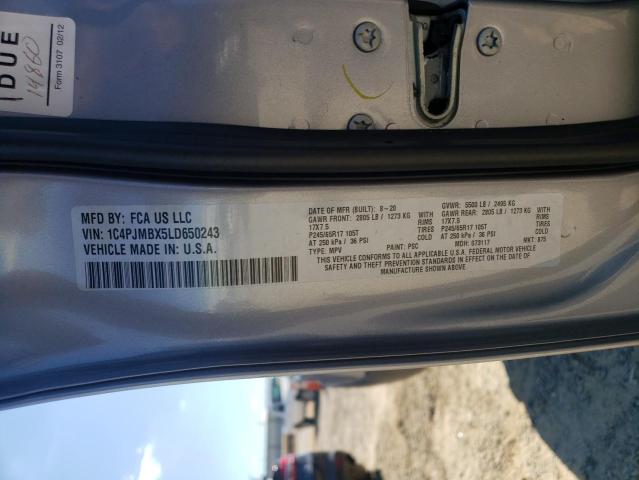 DUE
14860
Form 3107 02/12
MFD BY: FCA US LLC
VIN: 1C4PJMBX5LD650243
VEHICLE MADE IN U.S.A.
DATE OF MFR (BUILT): 8-20 GVWR: 5500 LB / 2495 KG
GAWR FRONT: 2805 LB / 1273 KG WITH GAWR REAR: 2805 LB / 1273 KG WITH
17X7.5 RIMS 17X7.5 RIMS
P245/65R17 105T TIRES P245/65R17 105T TIRES
AT 250 kPa / 36 PSI COLD AT 250 kPa / 36 PSI COLD
TYPE: MPV PAINT: PSC MDH: 073117 MKT: 875
THIS VEHICLE CONFORMS TO ALL APPLICABLE U.S.A. FEDERAL MOTOR VEHICLE
SAFETY AND THEFT PREVENTION STANDARDS IN EFFECT ON THE DATE OF
MANUFACTURE SHOWN ABOVE